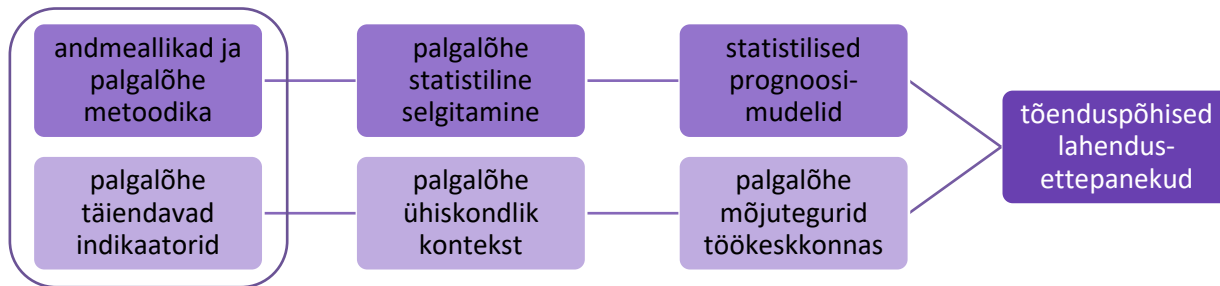 andmeallikad ja
palgalõhe
metoodika
palgalõhe
statistiline
selgitamine
statistilised
prognoosi-
mudelid
palgalõhe
täiendavad
indikaatorid
palgalõhe
ühiskondlik
kontekst
palgalõhe
mõjutegurid
töökeskkonnas
tõenduspõhised
lahendus-
ettepanekud